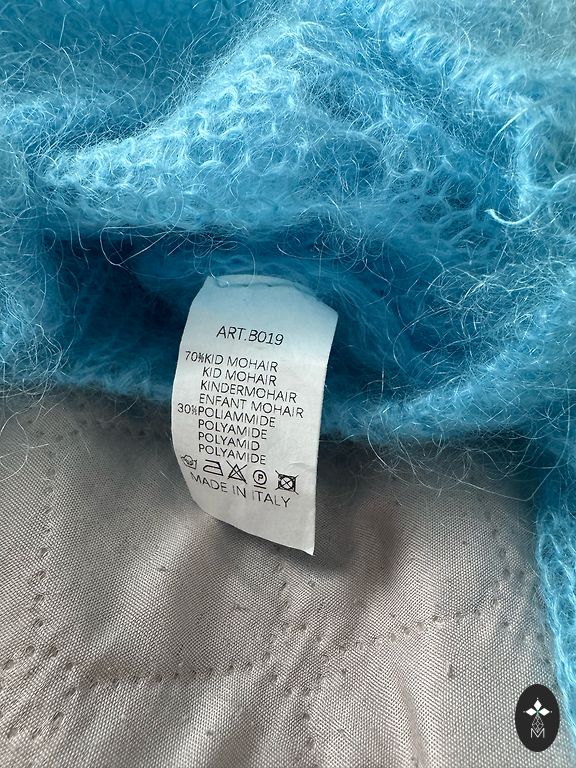 ART.B019
70%KID MOHAIR
KID MOHAIR
KINDERMOHAIR
ENFANT MOHAIR
30%POLIAMMIDE
POLYAMIDE
POLYAMID
POLYAMIDE
P
MADE IN ITALY
M